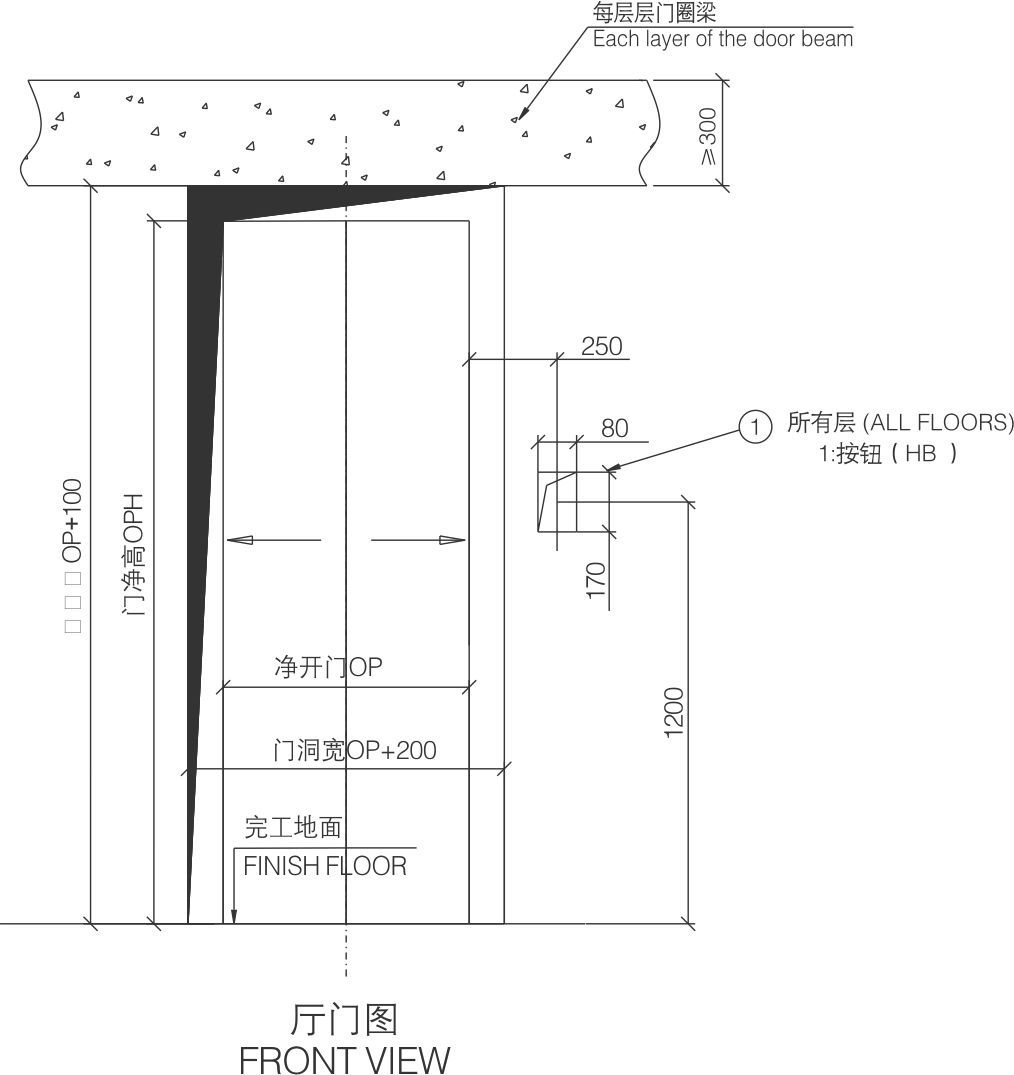 每层层门圈梁
Each layer of the door beam
≥300
250
80
1
所有层 (ALL FLOORS)
1:按钮 ( HB )
□□□ OP+100
门净高OPH
170
净开门OP
1200
门洞宽OP+200
完工地面
FINISH FLOOR
厅门图
FRONT VIEW